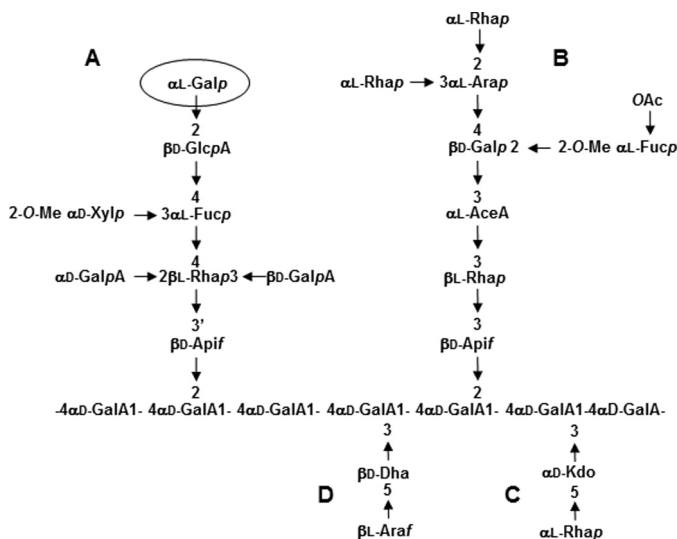 αL-Rhap
A
B
αL-Galp
2
αL-Rhap
3αL-Arap
OAc
2
βD-GlcpA
4
βD-Galp 2
2-O-Me αL-Fucp
4
2-O-Me αD-Xylp
3αL-Fucp
3
αL-AceA
4
αD-GalpA
2βL-Rhap3
βD-GalpA
3
βL-Rhap
3’
βD-Apif
3
βD-Apif
2
2
-4αD-GalA1- 4αD-GalA1- 4αD-GalA1- 4αD-GalA1- 4αD-GalA1- 4αD-GalA1-4αD-GalA-
3
3
βD-Dha
αD-Kdo
D
5
C
5
βL-Araf
αL-Rhap